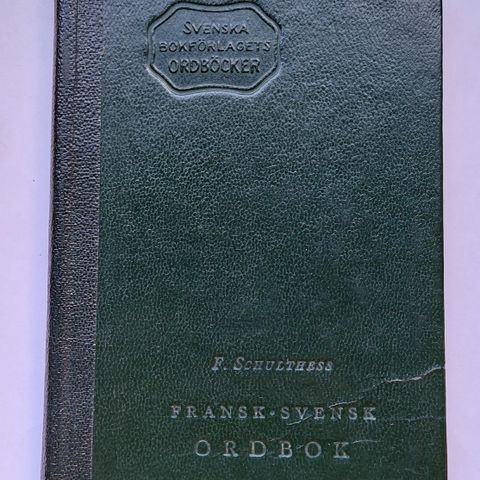 SVENSKA
BOKFÖRLAGETS
ORDBÖCKER
F. SCHULTHESS
FRANSK-SVENSK
ORDBOK